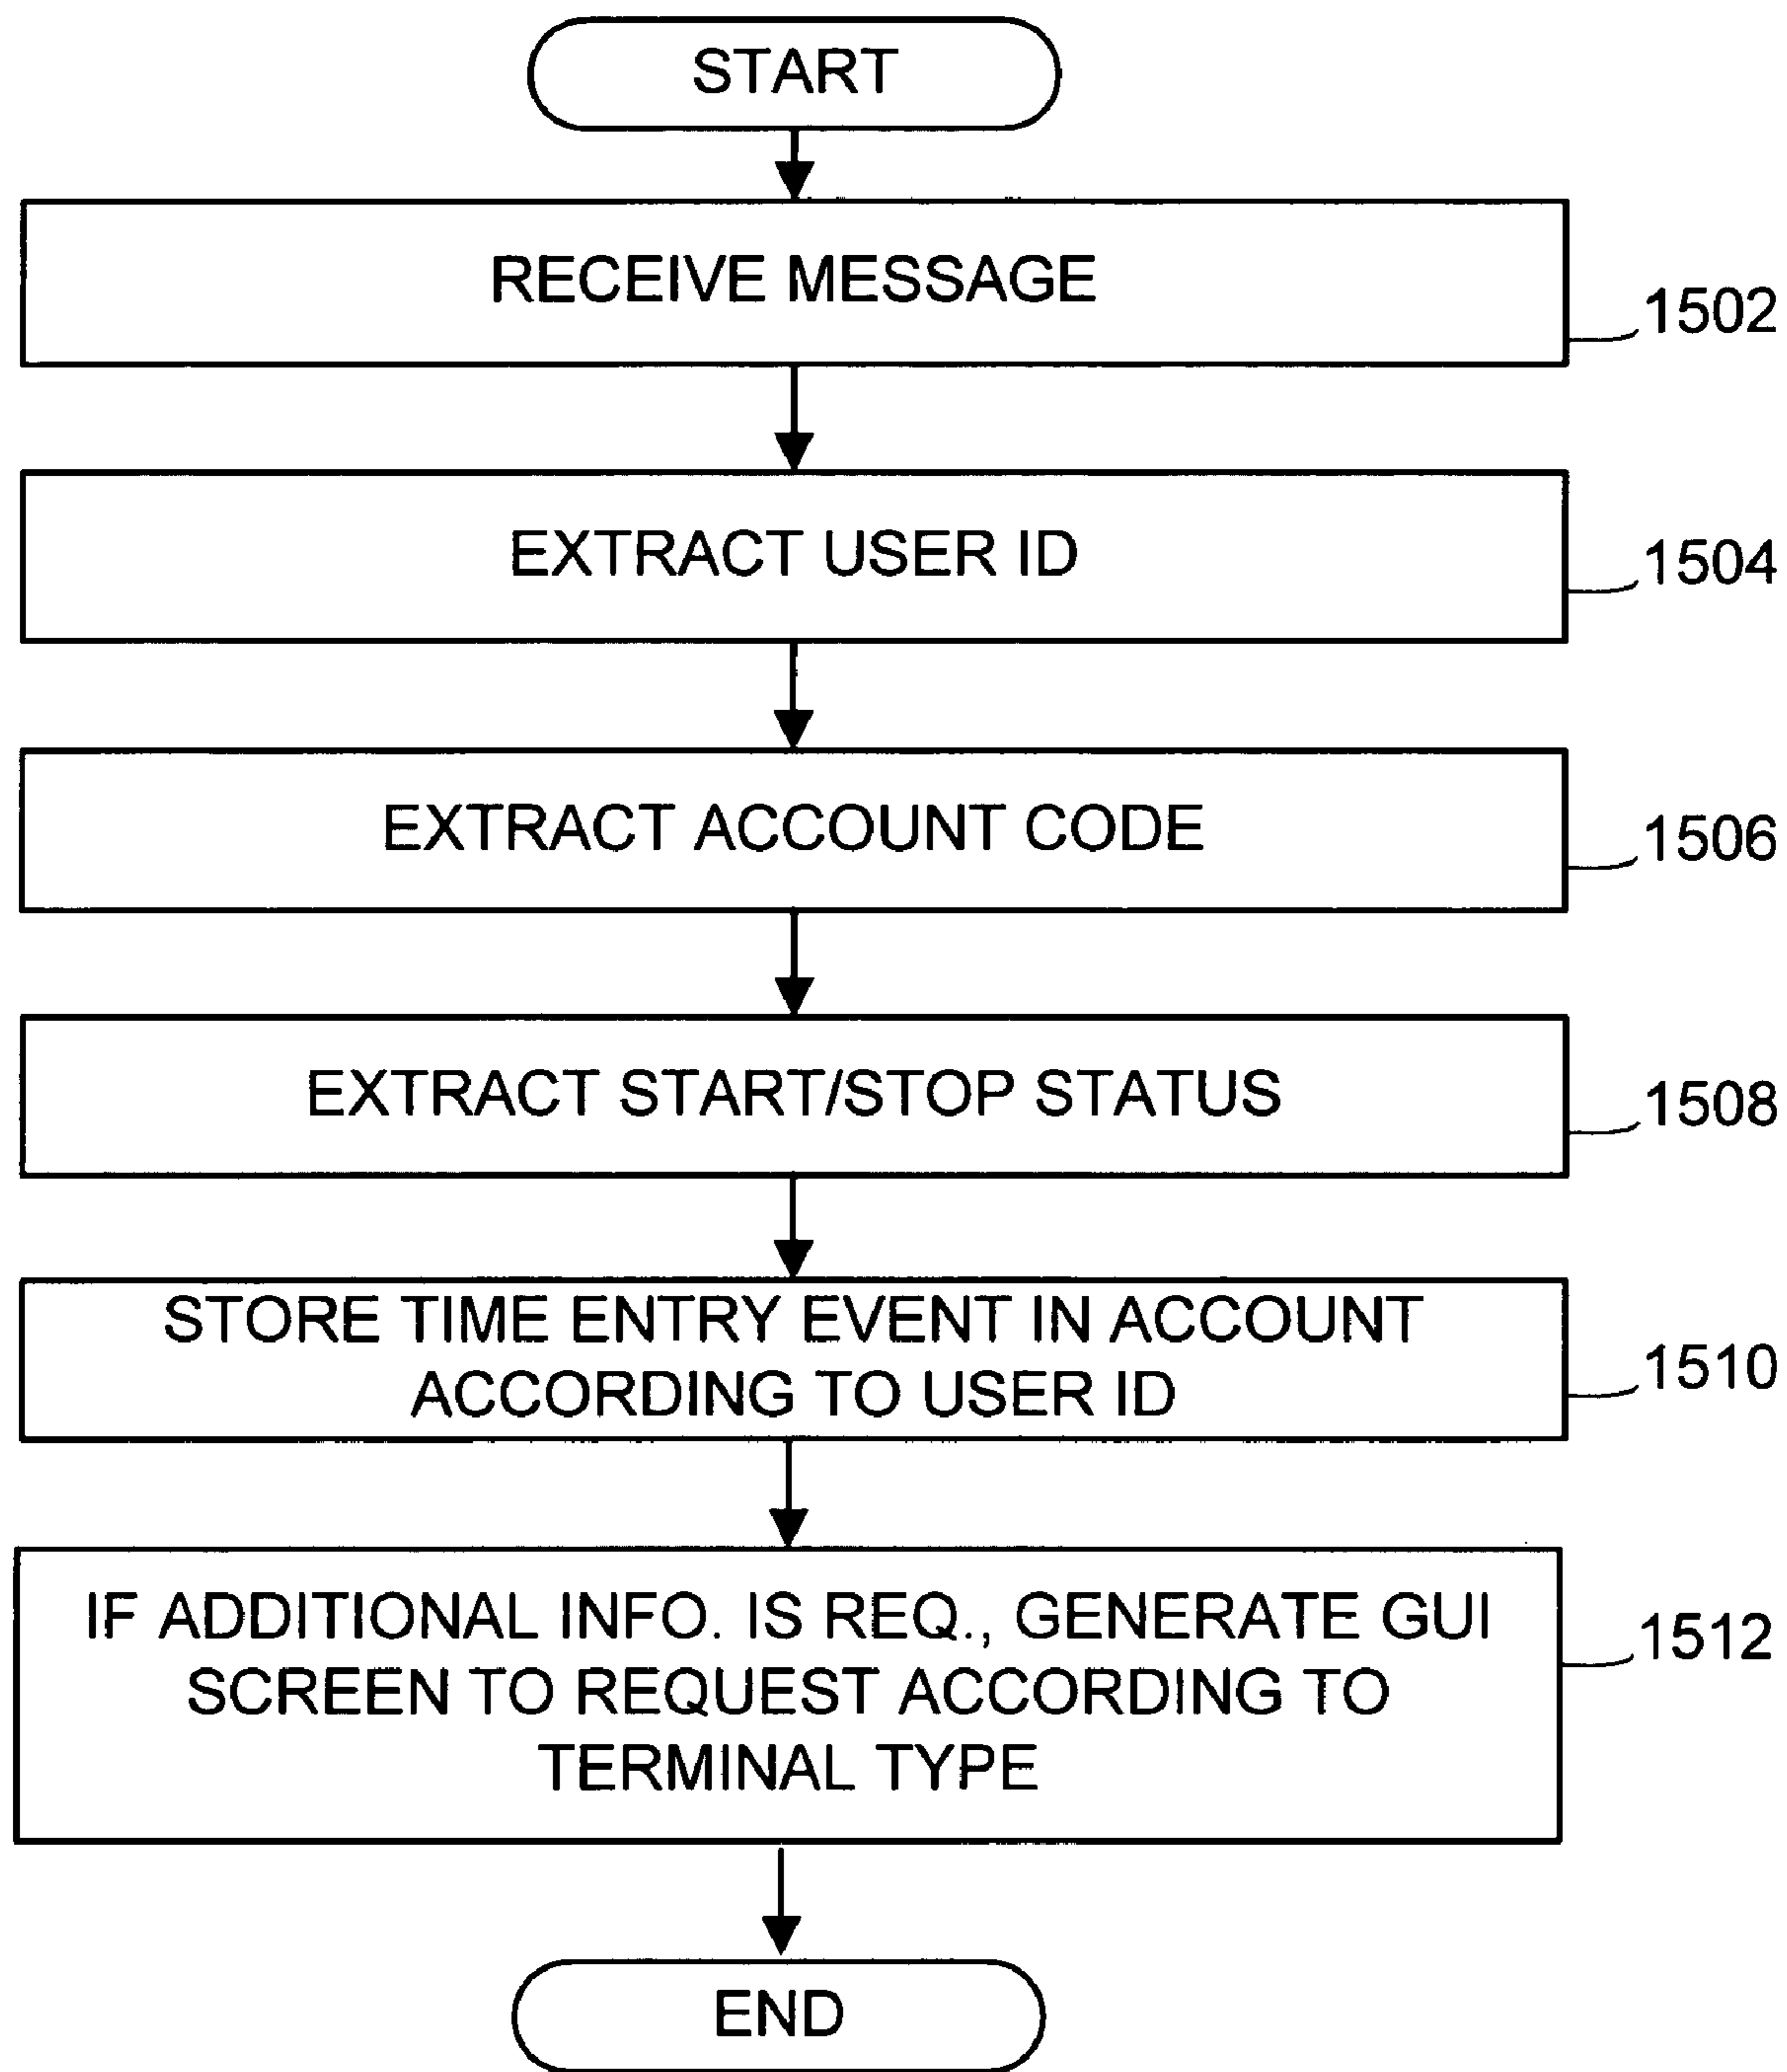 START
RECEIVE MESSAGE
1502
EXTRACT USER ID
1504
EXTRACT ACCOUNT CODE
1506
EXTRACT START/STOP STATUS
1508
STORE TIME ENTRY EVENT IN ACCOUNT
ACCORDING TO USER ID
1510
IF ADDITIONAL INFO. IS REQ., GENERATE GUI
SCREEN TO REQUEST ACCORDING TO
TERMINAL TYPE
1512
END